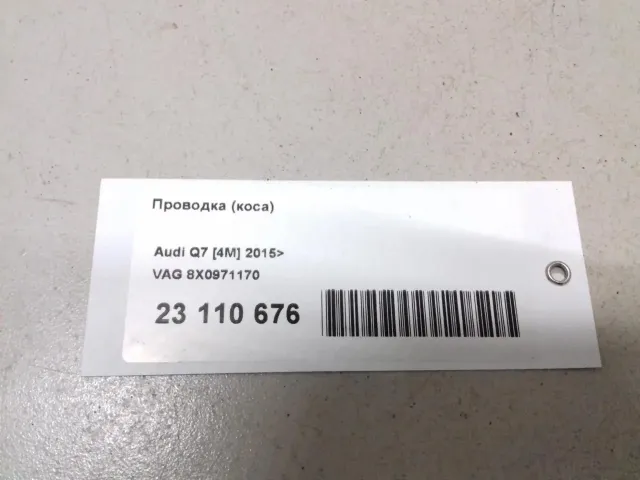 Проводка (коса)
Audi Q7 [4M] 2015>
VAG 8X0971170
23 110 676